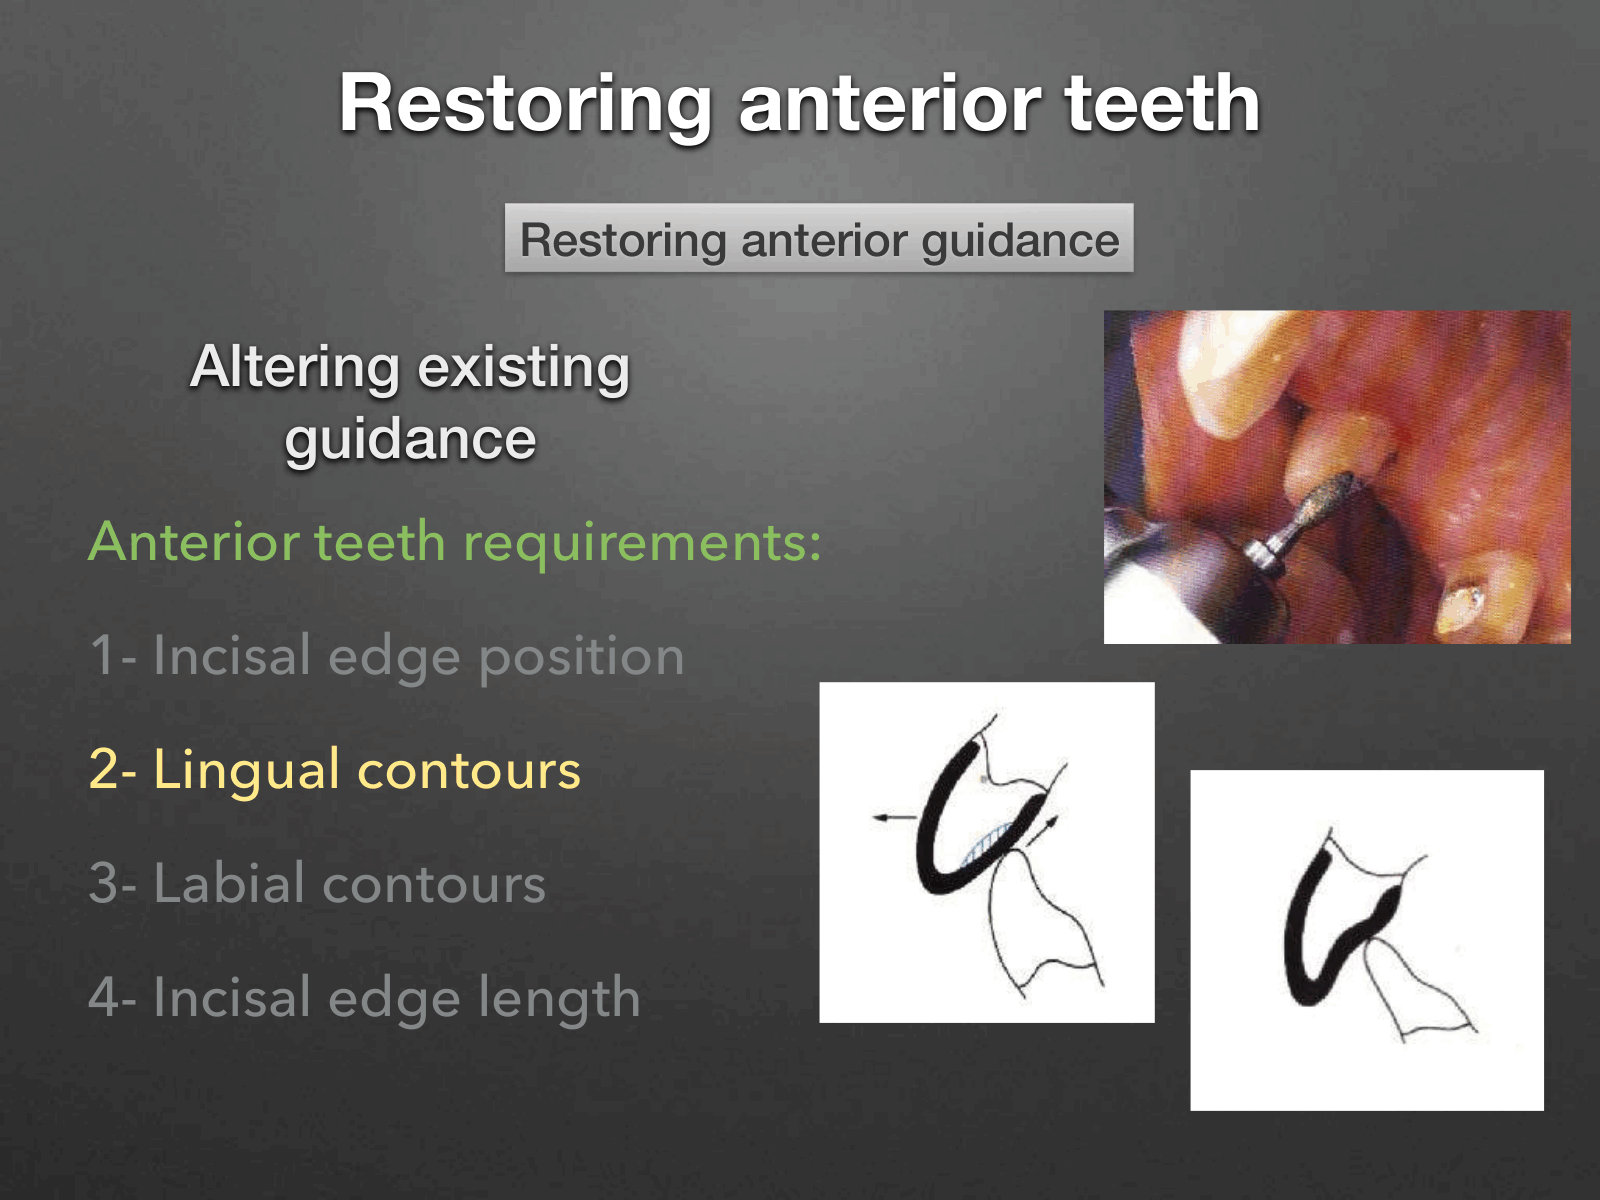 Restoring anterior teeth
Restoring anterior guidance
Altering existing
guidance
Anterior teeth requirements:
1- Incisal edge position
2- Lingual contours
3- Labial contours
4- Incisal edge length